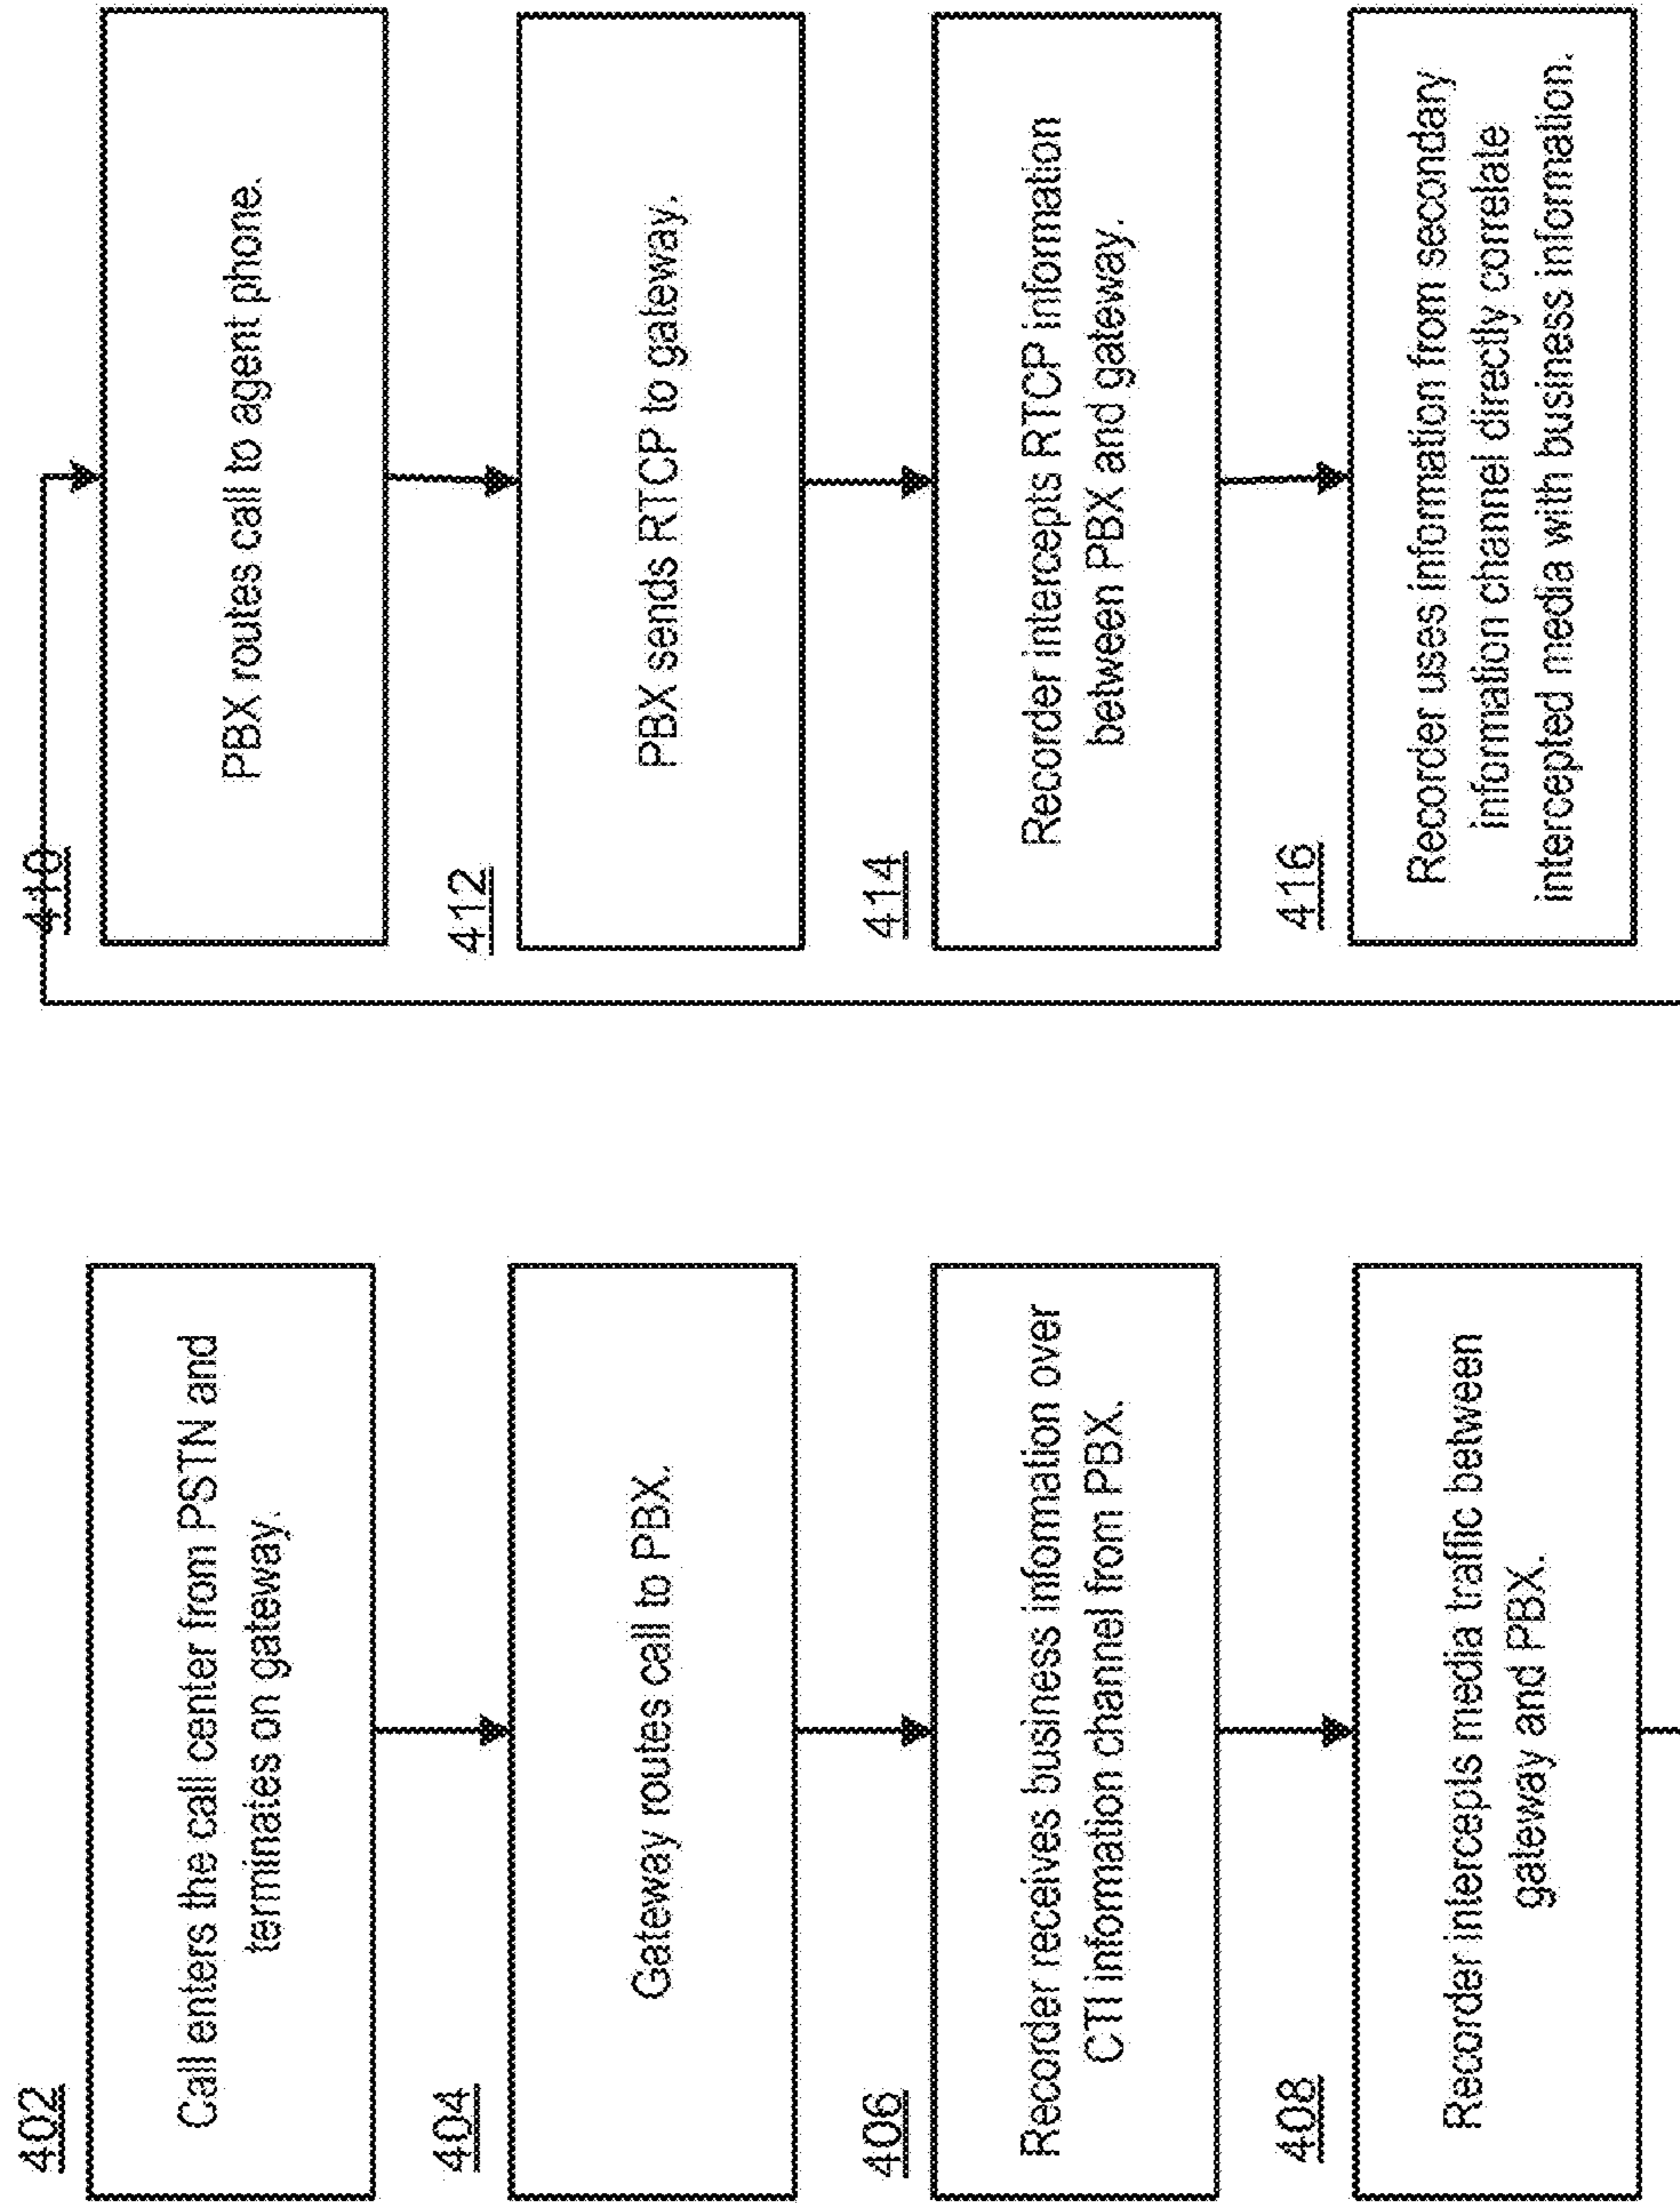 402
Call enters the call center from PSTN and
terminates on gateway.
404
Gateway routes call to PBX.
406
Recorder receives business information over
CTI information channel from PBX.
408
Recorder intercepts media traffic between
gateway and PBX.
410
PBX routes call to agent phone.
412
PBX sends RTCP to gateway.
414
Recorder intercepts RTCP information
between PBX and gateway.
416
Recorder uses information from secondary
information channel directly correlate
intercepted media with business information.